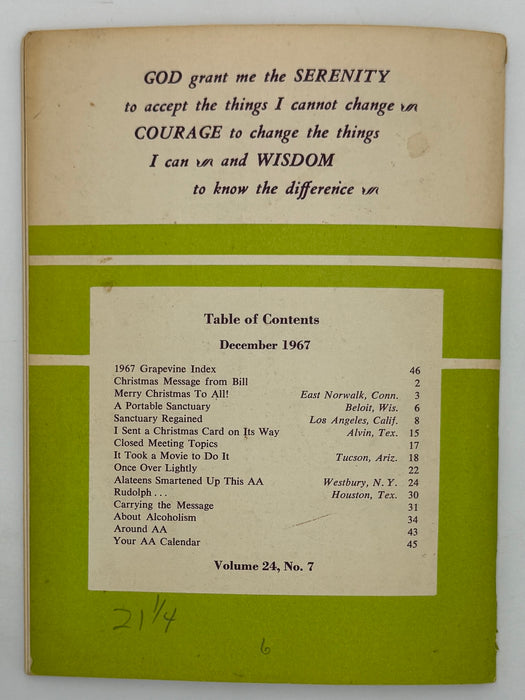 GOD grant me the SERENITY
to accept the things I cannot change
COURAGE to change the things
I can and WISDOM
to know the difference
Table of Contents
December 1967
1967 Grapevine Index 46
Christmas Message from Bill 2
Merry Christmas To All! East Norwalk, Conn. 3
A Portable Sanctuary Beloit, Wis. 6
Sanctuary Regained Los Angeles, Calif. 8
I Sent a Christmas Card on Its Way Alvin, Tex. 15
Closed Meeting Topics 17
It Took a Movie to Do It Tucson, Ariz. 18
Once Over Lightly 22
Alateens Smartened Up This AA Westbury, N. Y. 24
Rudolph . . . Houston, Tex. 30
Carrying the Message 31
About Alcoholism 34
Around AA 43
Your AA Calendar 45
Volume 24, No. 7
21 1/4
6